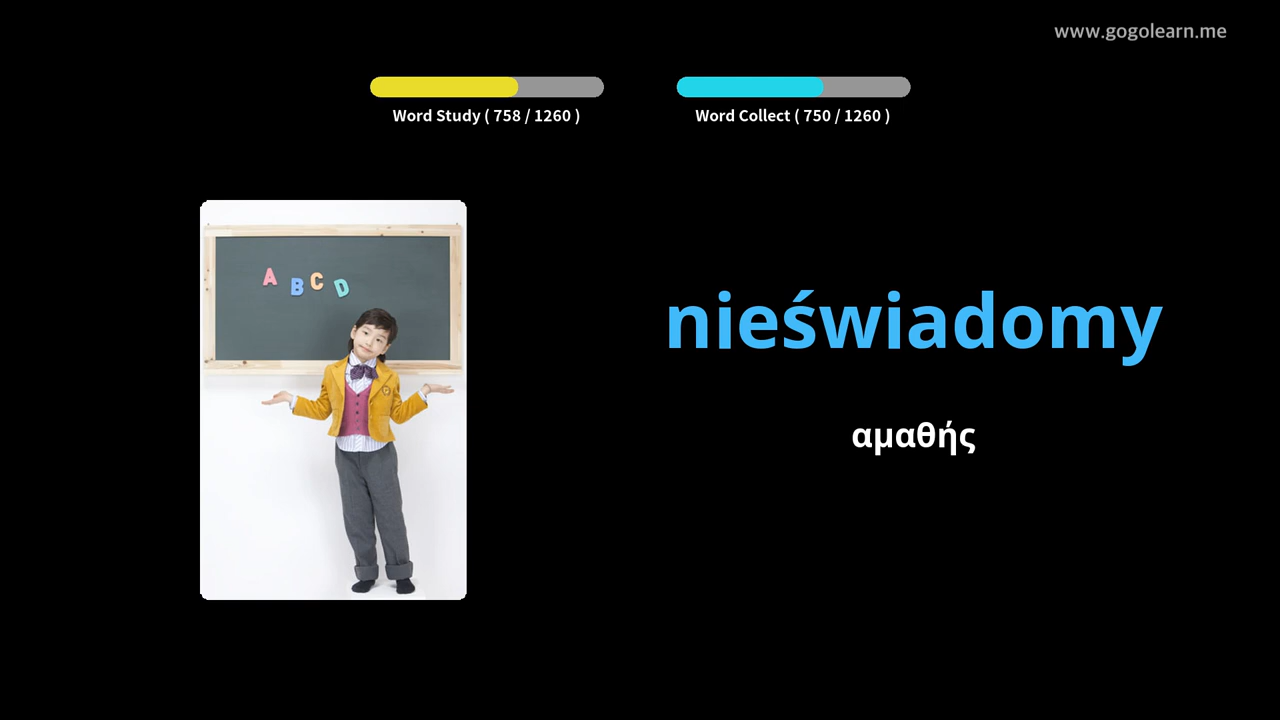 www.gogolearn.me
Word Study ( 758 / 1260 )
Word Collect ( 750 / 1260 )
A B C D
nieświadomy
αμαθής